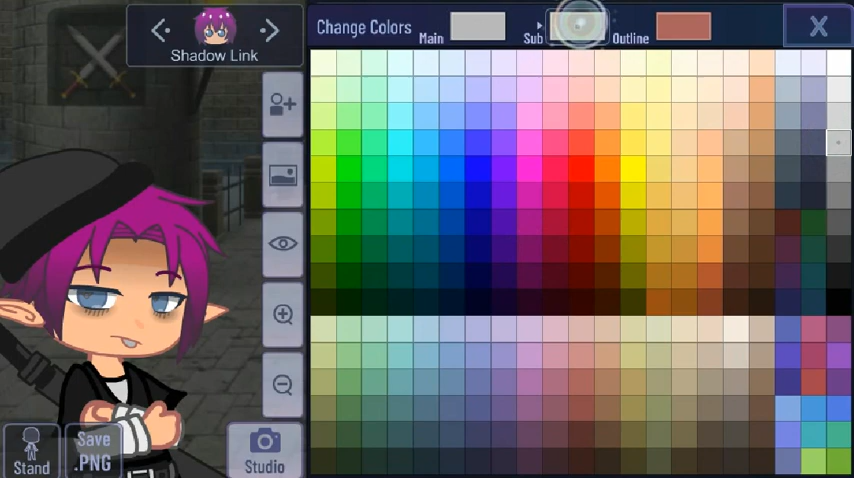 Shadow Link
Change Colors
Main
Sub
Outline
X
Stand
Save
.PNG
Studio